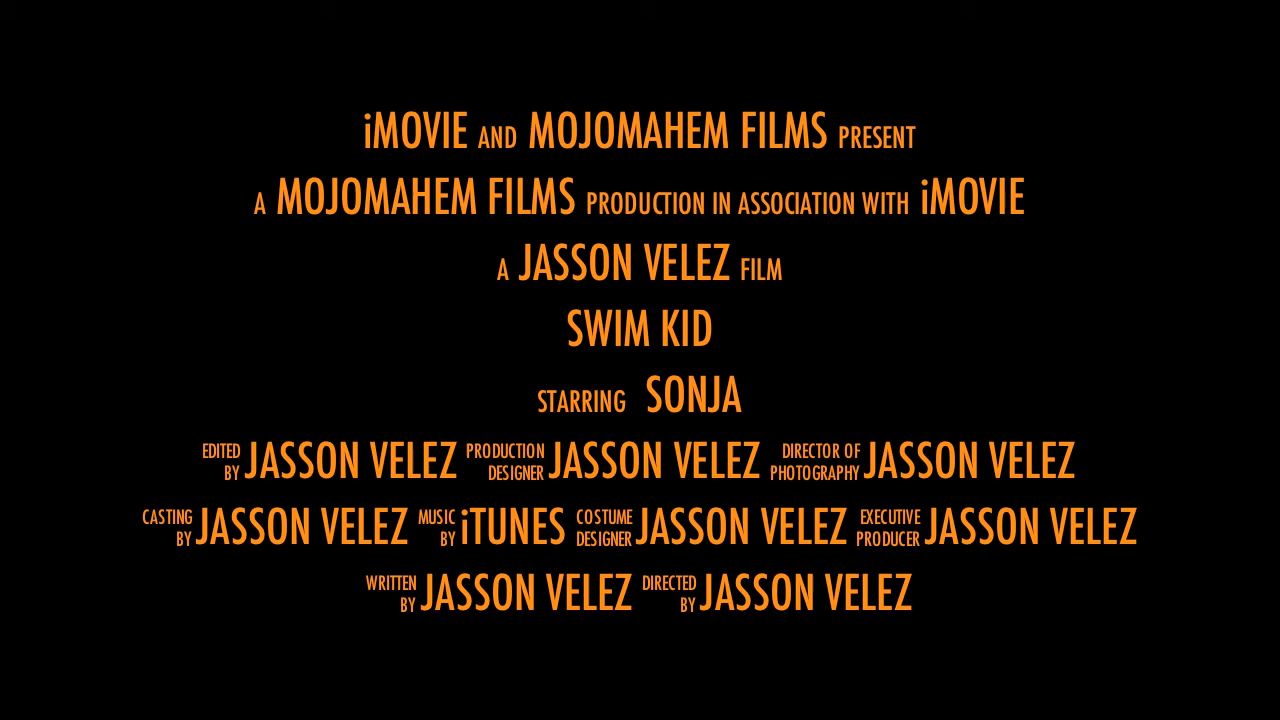 iMOVIE AND MOJOMAHEM FILMS PRESENT
A MOJOMAHEM FILMS PRODUCTION IN ASSOCIATION WITH iMOVIE
A JASSON VELEZ FILM
SWIM KID
STARRING SONJA
EDITED BY JASSON VELEZ PRODUCTION DESIGNER JASSON VELEZ DIRECTOR OF PHOTOGRAPHY JASSON VELEZ
CASTING BY JASSON VELEZ MUSIC BY iTUNES COSTUME DESIGNER JASSON VELEZ EXECUTIVE PRODUCER JASSON VELEZ
WRITTEN BY JASSON VELEZ DIRECTED BY JASSON VELEZ